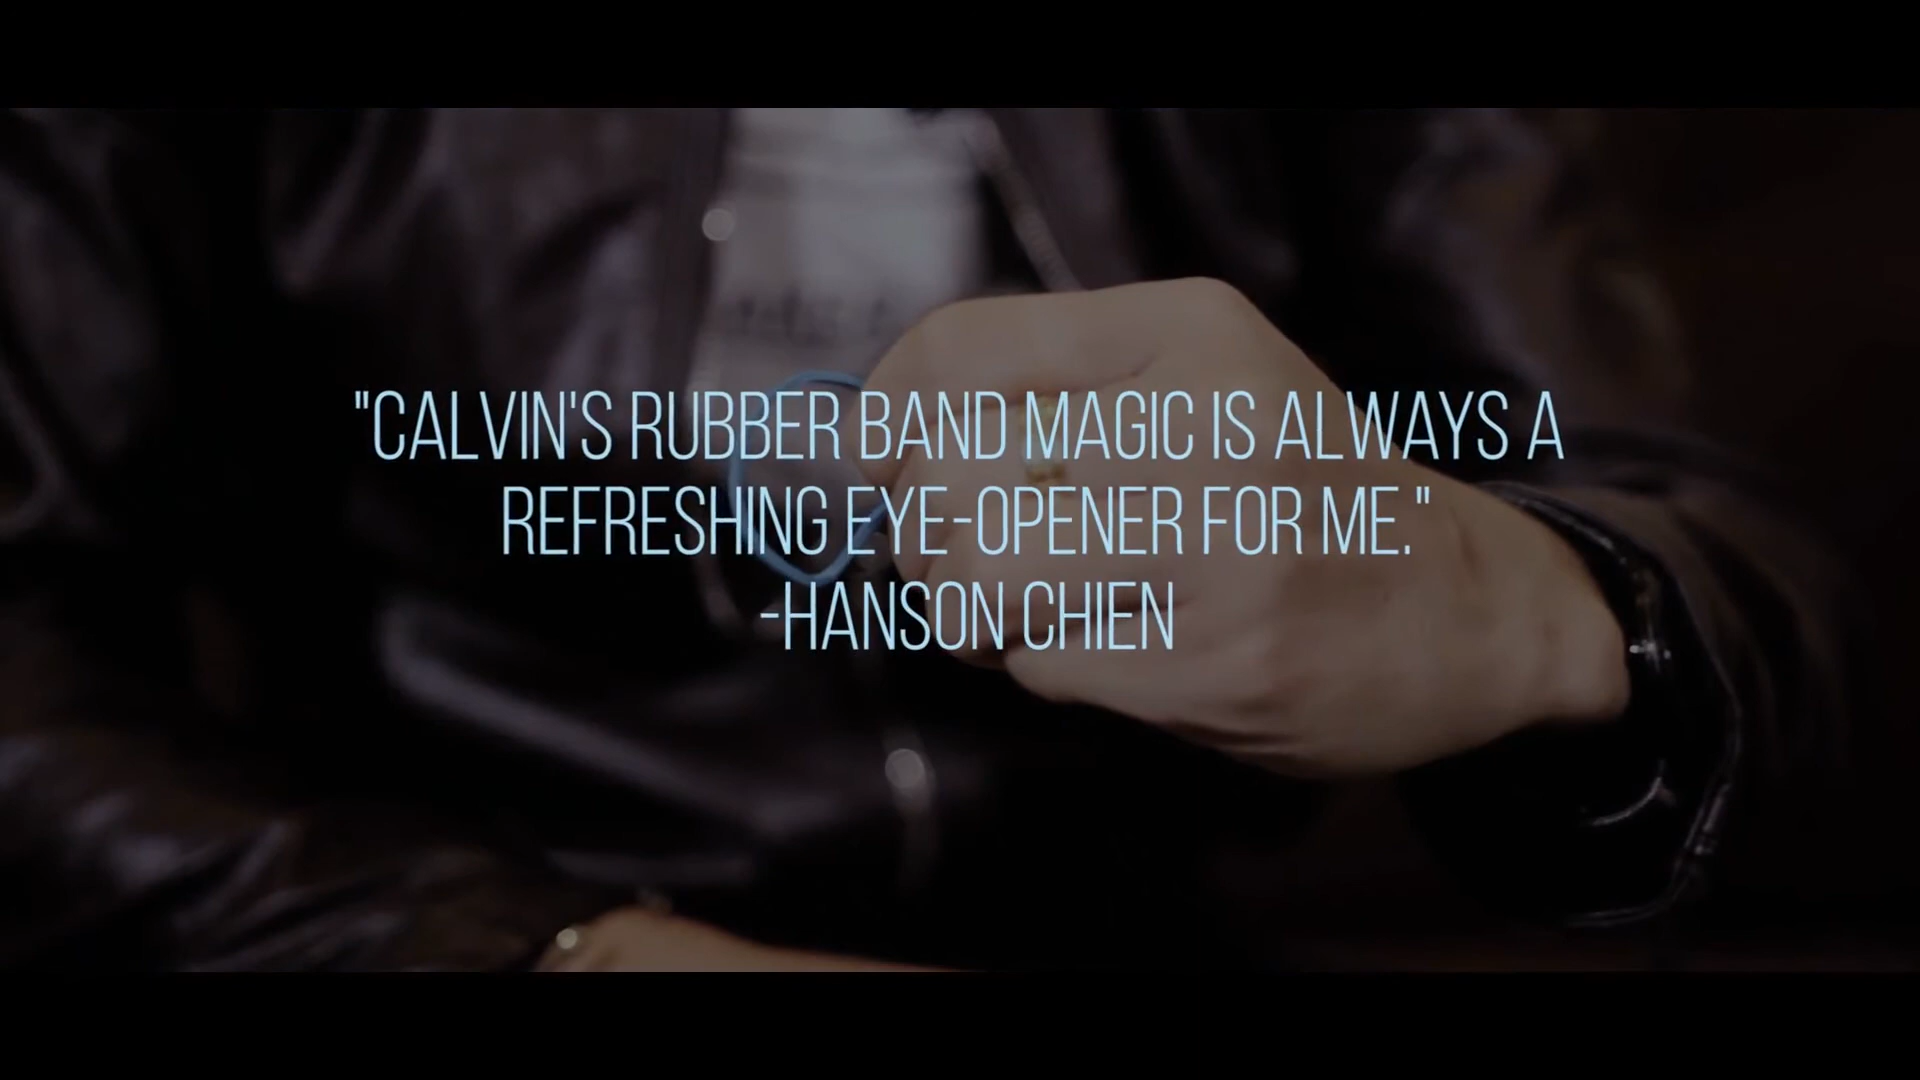 "CALVIN'S RUBBER BAND MAGIC IS ALWAYS A
REFRESHING EYE-OPENER FOR ME."
-HANSON CHIEN